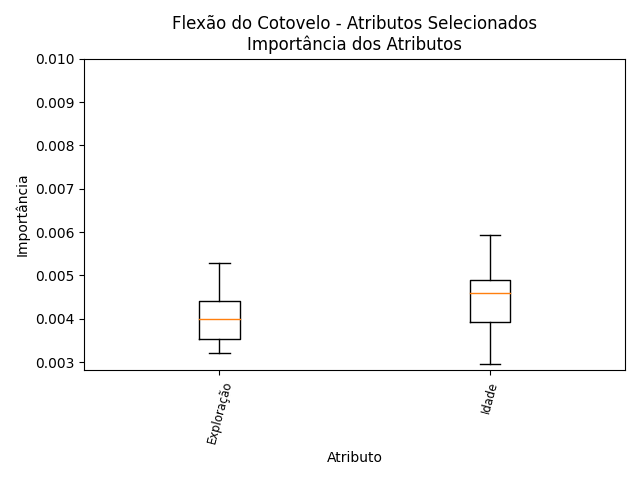 Flexão do Cotovelo - Atributos Selecionados
Importância dos Atributos
0.010
0.009
0.008
0.007
0.006
0.005
0.004
0.003
Importância
Exploração
Idade
Atributo